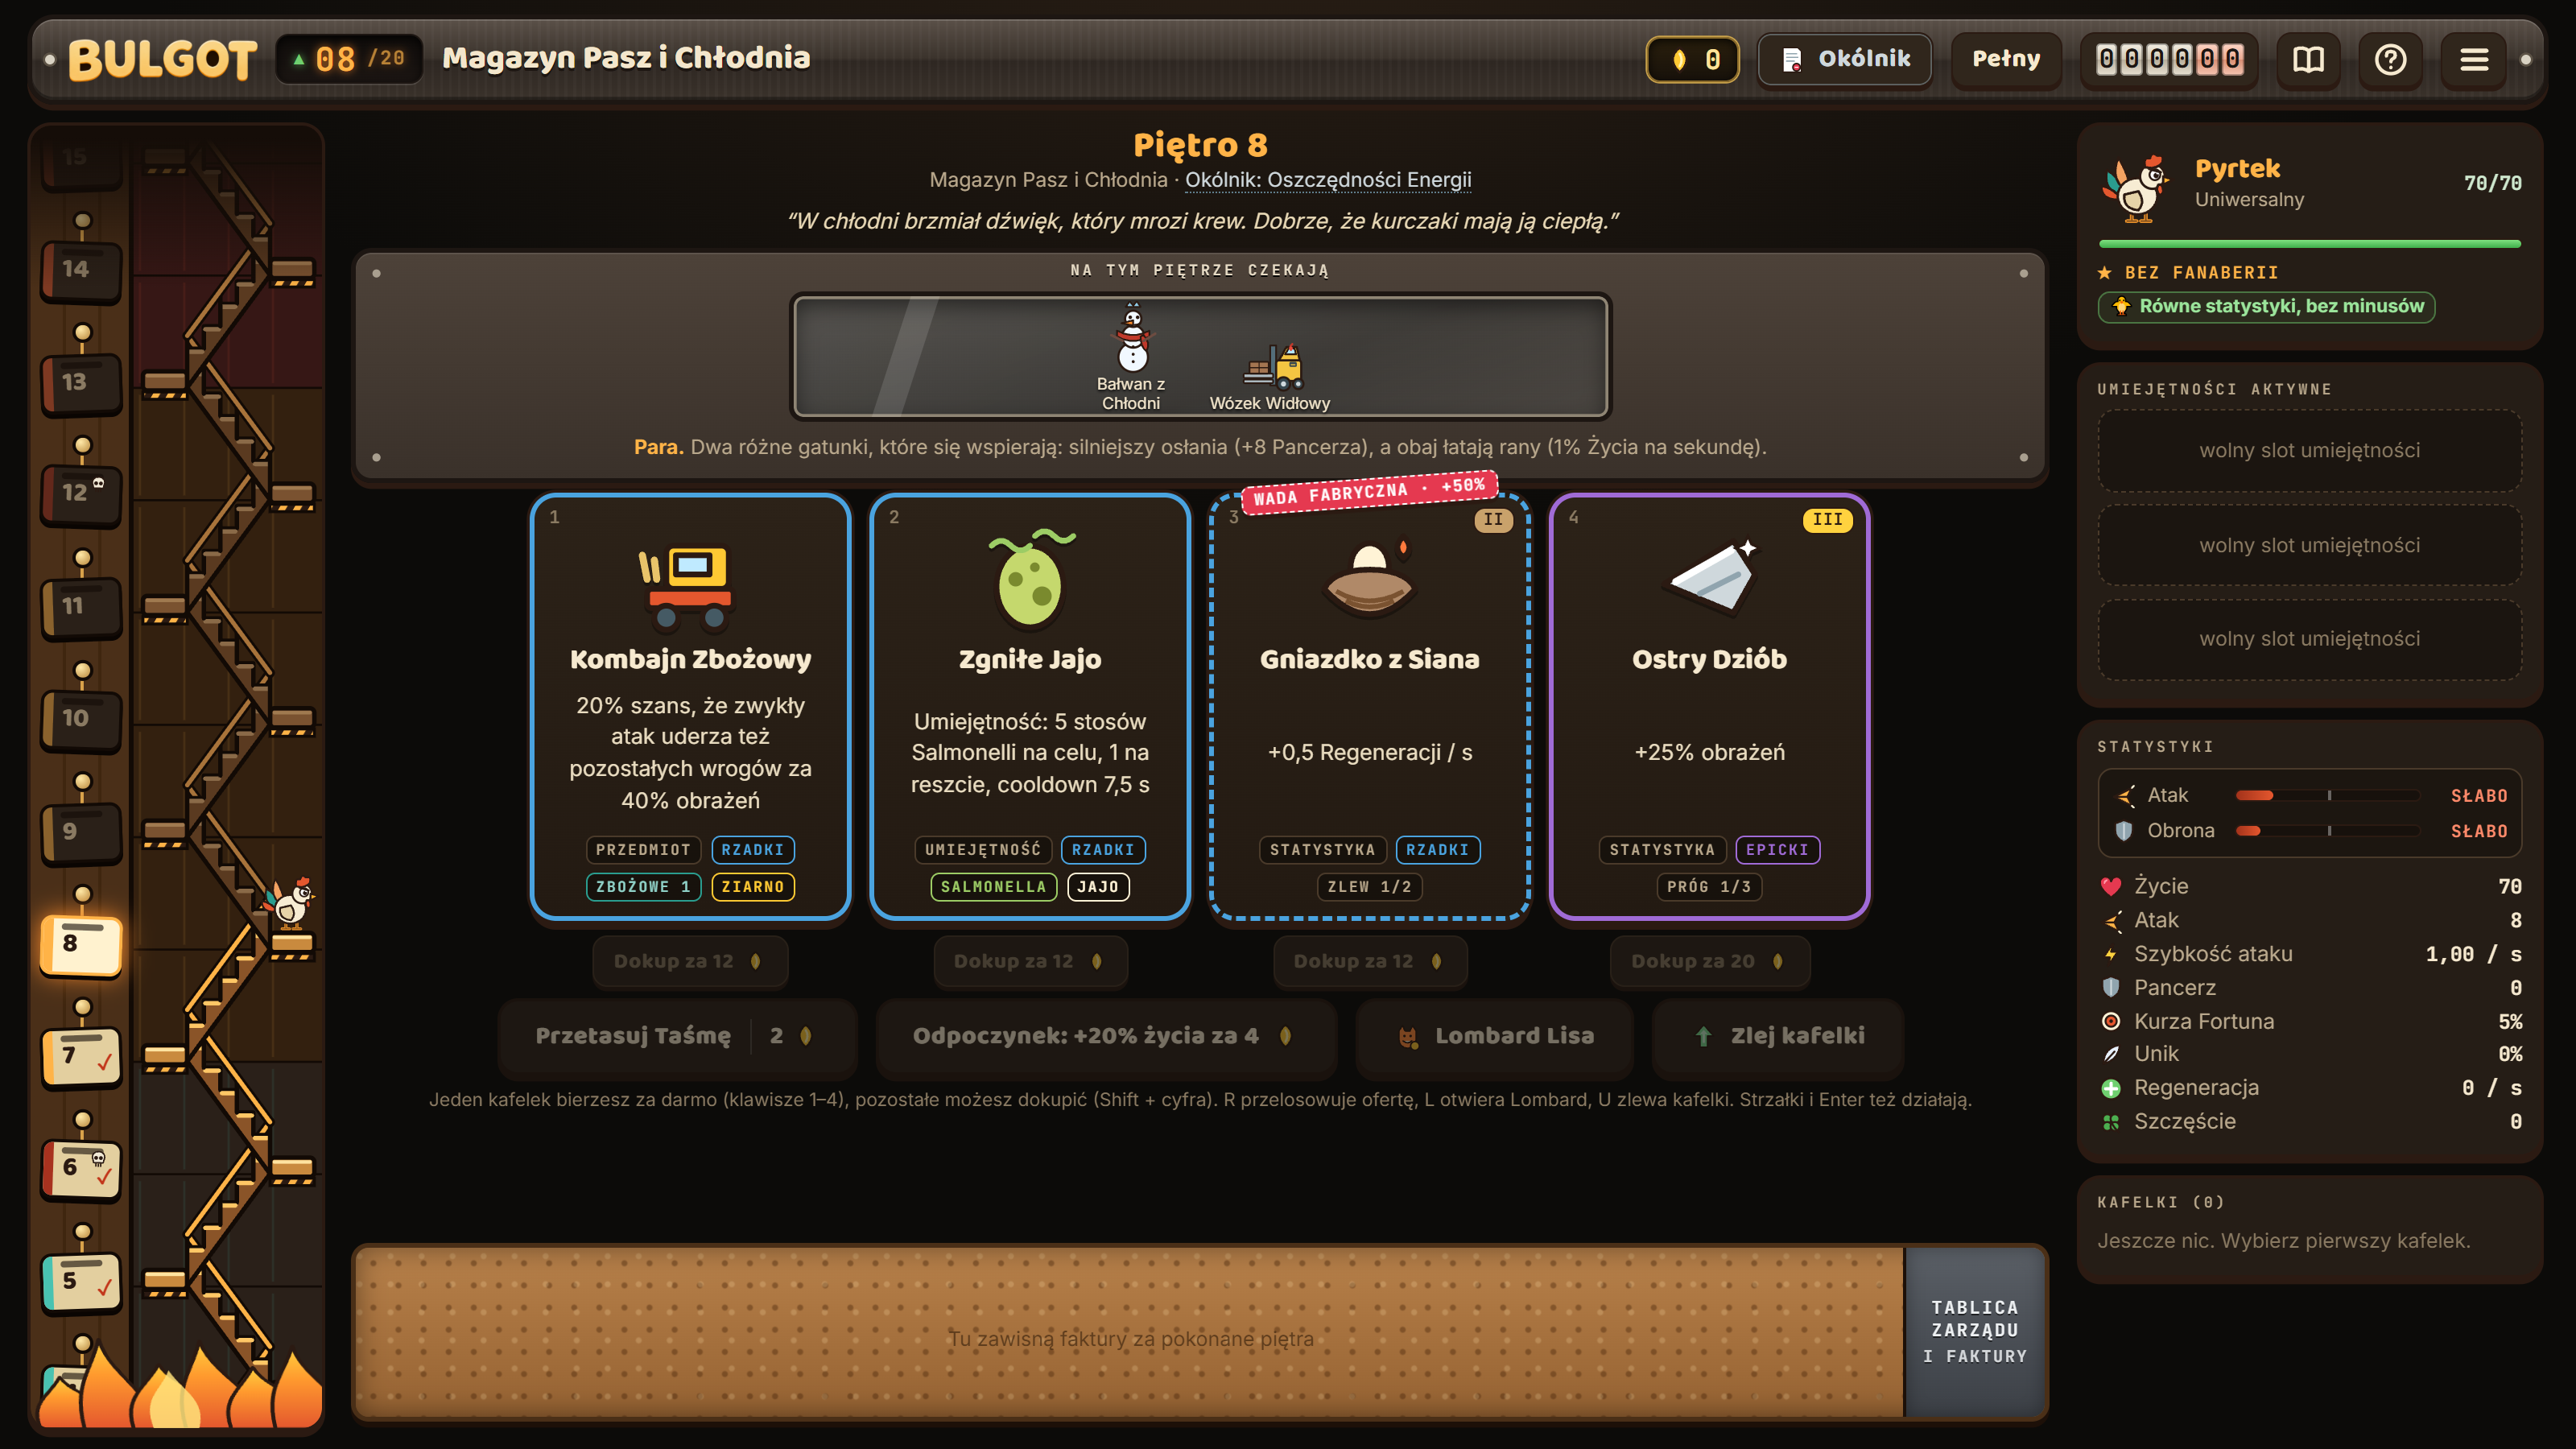 BULGOT
08 /20
Magazyn Pasz i Chłodnia
0
Okólnik
Pełny
000000
15
14
13
12
11
10
9
8
7
6
5
Piętro 8
Magazyn Pasz i Chłodnia · Okólnik: Oszczędności Energii
“W chłodni brzmiał dźwięk, który mrozi krew. Dobrze, że kurczaki mają ją ciepłą.”
NA TYM PIĘTRZE CZEKAJĄ
Bałwan z
Chłodni
Wózek Widłowy
Para. Dwa różne gatunki, które się wspierają: silniejszy osłania (+8 Pancerza), a obaj łatają rany (1% Życia na sekundę).
1
Kombajn Zbożowy
20% szans, że zwykły
atak uderza też
pozostałych wrogów za
40% obrażeń
PRZEDMIOT RZADKI
ZBOŻOWE 1 ZIARNO
Dokup za 12
2
Zgniłe Jajo
Umiejętność: 5 stosów
Salmonelli na celu, 1 na
reszcie, cooldown 7,5 s
UMIEJĘTNOŚĆ RZADKI
SALMONELLA JAJO
Dokup za 12
WADA FABRYCZNA · +50%
3
II
Gniazdko z Siana
+0,5 Regeneracji / s
STATYSTYKA RZADKI
ZLEW 1/2
Dokup za 12
4
III
Ostry Dziób
+25% obrażeń
STATYSTYKA EPICKI
PRÓG 1/3
Dokup za 20
Przetasuj Taśmę 2
Odpoczynek: +20% życia za 4
Lombard Lisa
Zlej kafelki
Jeden kafelek bierzesz za darmo (klawisze 1–4), pozostałe możesz dokupić (Shift + cyfra). R przelosowuje ofertę, L otwiera Lombard, U zlewa kafelki. Strzałki i Enter też działają.
Tu zawisną faktury za pokonane piętra
TABLICA
ZARZĄDU
I FAKTURY
Pyrtek
Uniwersalny
70/70
★ BEZ FANABERII
Równe statystyki, bez minusów
UMIEJĘTNOŚCI AKTYWNE
wolny slot umiejętności
wolny slot umiejętności
wolny slot umiejętności
STATYSTYKI
Atak SŁABO
Obrona SŁABO
Życie 70
Atak 8
Szybkość ataku 1,00 / s
Pancerz 0
Kurza Fortuna 5%
Unik 0%
Regeneracja 0 / s
Szczęście 0
KAFELKI (0)
Jeszcze nic. Wybierz pierwszy kafelek.